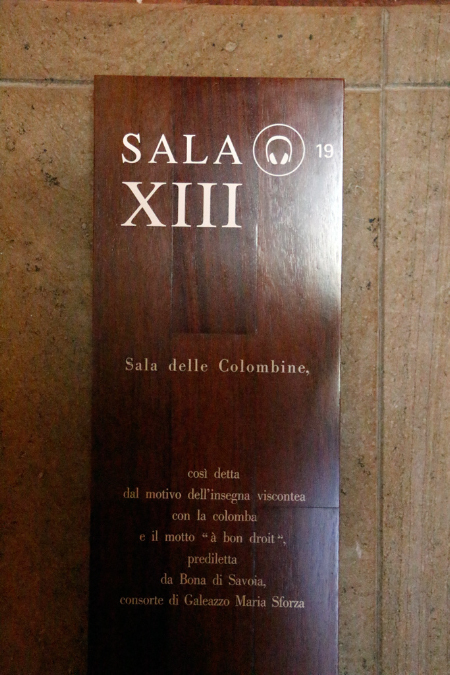 SALA 19
XIII
Sala delle Colombine,
così detta
dal motivo dell'insegna viscontea
con la colomba
e il motto “à bon droit“,
prediletta
da Bona di Savoia,
consorte di Galeazzo Maria Sforza